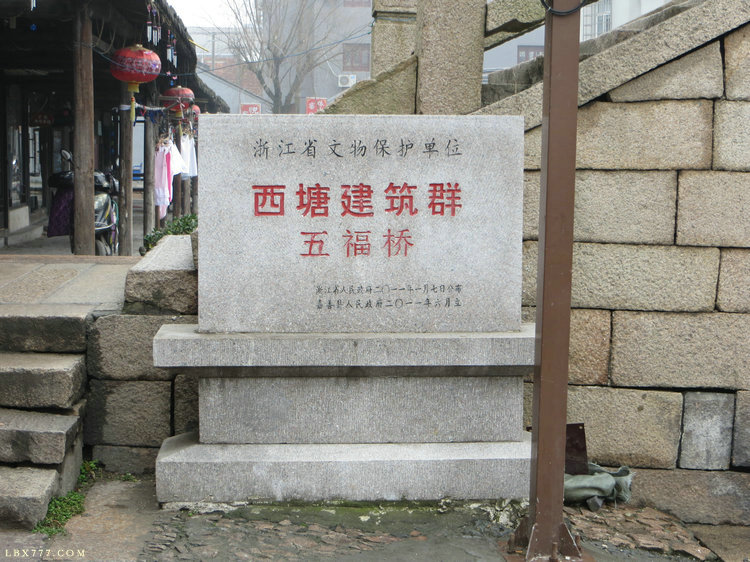 浙江省文物保护单位
西塘建筑群
五福桥
浙江省人民政府二〇一一年一月七日公布
嘉善县人民政府二〇一一年六月立
LBX777.COM